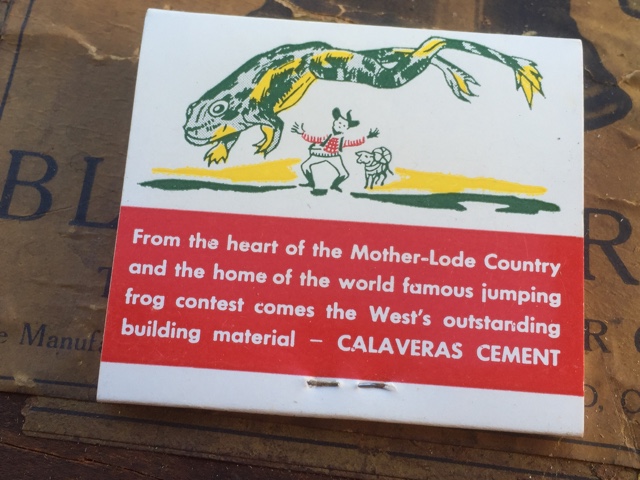 From the heart of the Mother-Lode Country
and the home of the world famous jumping
frog contest comes the West's outstanding
building material – CALAVERAS CEMENT